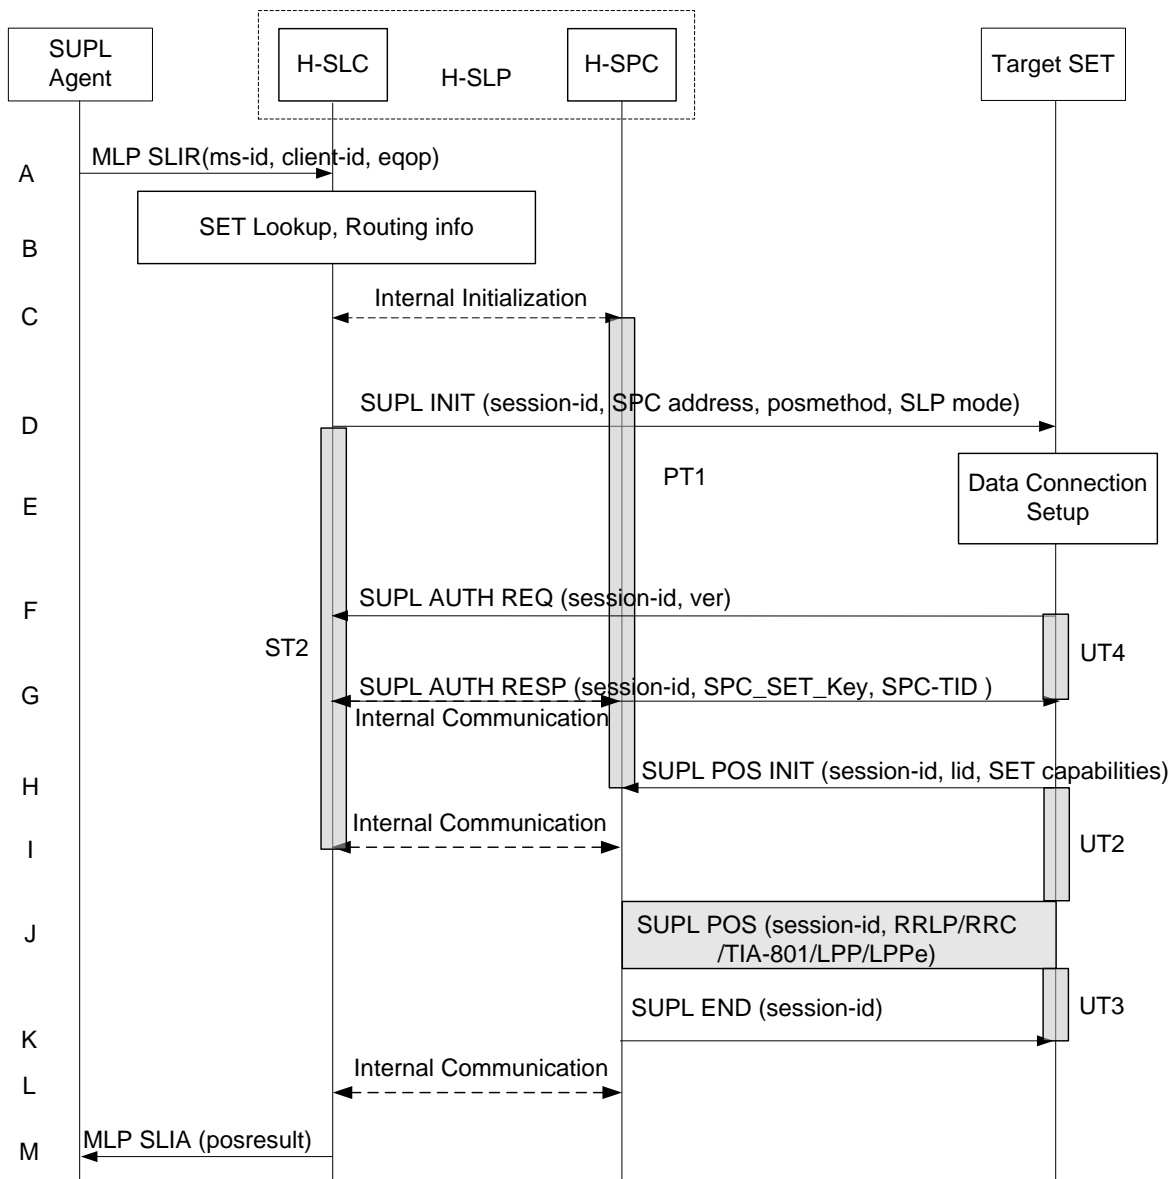 SUPL
Agent
H-SLC
H-SLP
H-SPC
Target SET
A
MLP SLIR(ms-id, client-id, eqop)
B
SET Lookup, Routing info
C
Internal Initialization
D
SUPL INIT (session-id, SPC address, posmethod, SLP mode)
PT1
E
Data Connection
Setup
F
SUPL AUTH REQ (session-id, ver)
ST2
UT4
G
SUPL AUTH RESP (session-id, SPC_SET_Key, SPC-TID )
Internal Communication
H
SUPL POS INIT (session-id, lid, SET capabilities)
I
Internal Communication
UT2
J
SUPL POS (session-id, RRLP/RRC
/TIA-801/LPP/LPPe)
UT3
K
SUPL END (session-id)
L
Internal Communication
M
MLP SLIA (posresult)